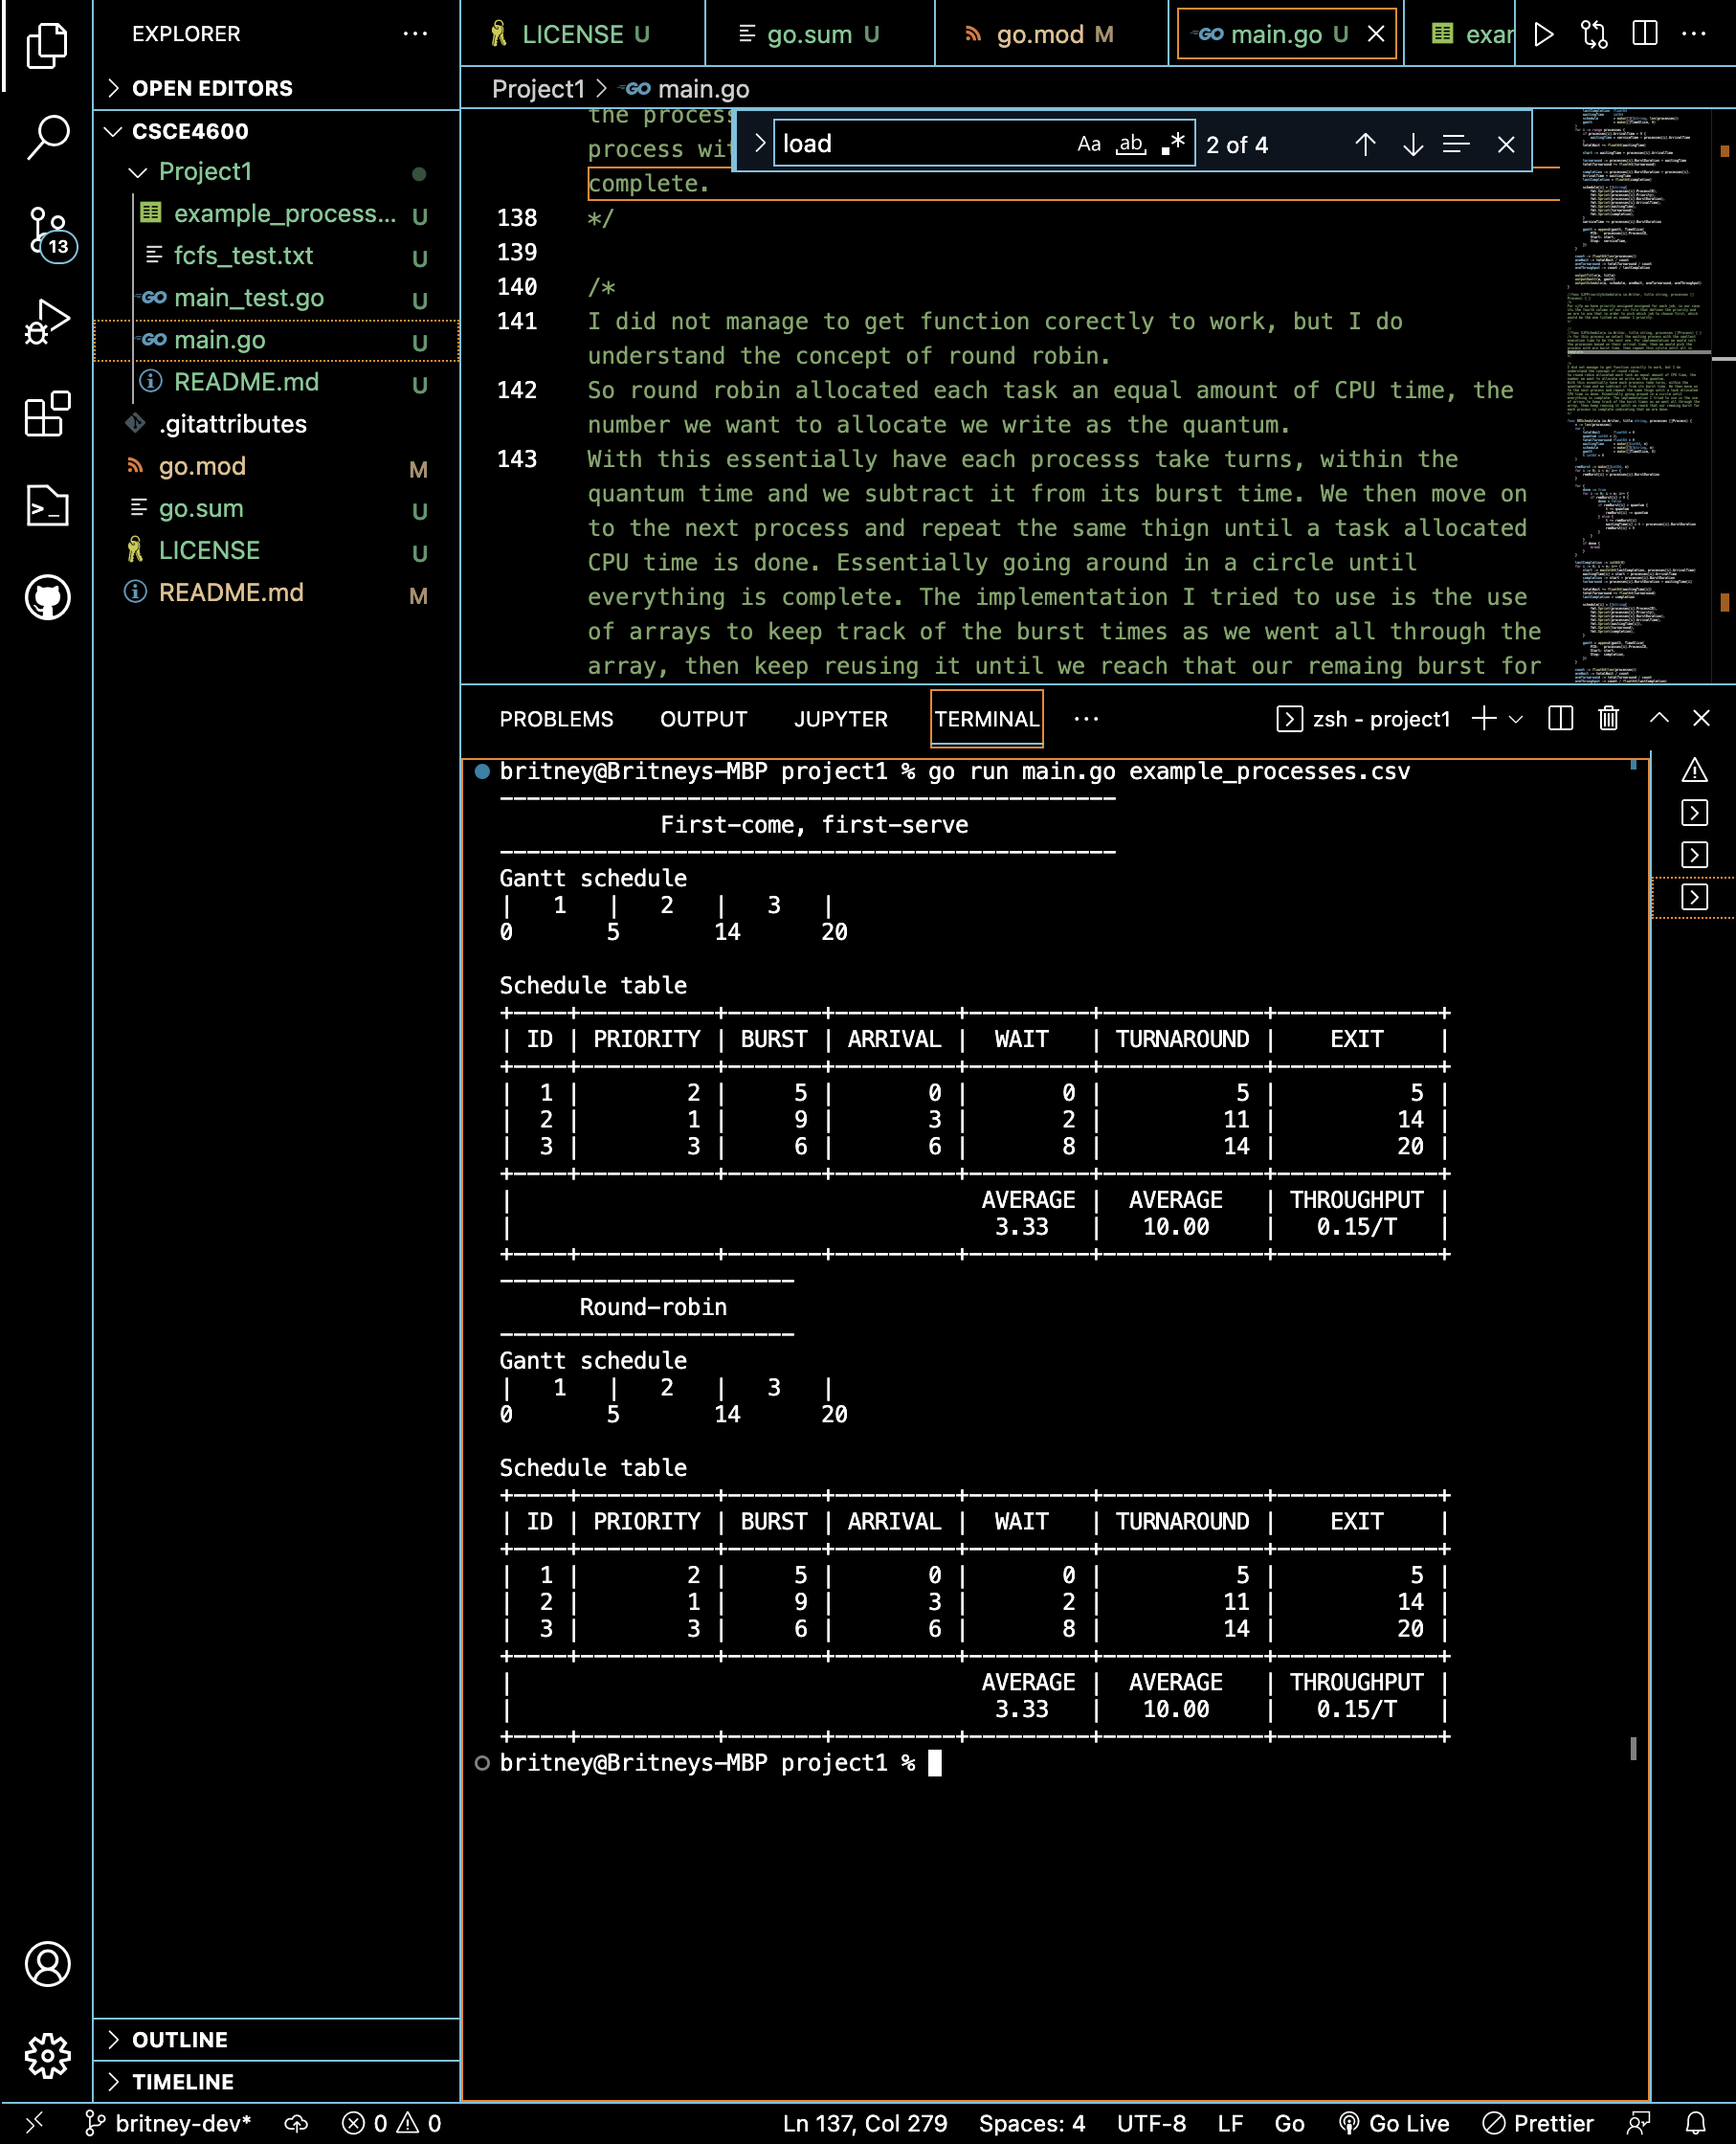 EXPLORER
OPEN EDITORS
CSCE4600
Project1
example_process... U
fcfs_test.txt U
main_test.go U
main.go U
README.md U
.gitattributes
go.mod M
go.sum U
LICENSE U
README.md M
13
OUTLINE
TIMELINE
LICENSE U
go.sum U
go.mod M
main.go U
exar
Project1 > main.go
load
Aa ab .* 2 of 4
the process
process wi
complete.
138 */
139
140 /*
141 I did not manage to get function corectly to work, but I do
understand the concept of round robin.
142 So round robin allocated each task an equal amount of CPU time, the
number we want to allocate we write as the quantum.
143 With this essentially have each processs take turns, within the
quantum time and we subtract it from its burst time. We then move on
to the next process and repeat the same thign until a task allocated
CPU time is done. Essentially going around in a circle until
everything is complete. The implementation I tried to use is the use
of arrays to keep track of the burst times as we went all through the
array, then keep reusing it until we reach that our remaing burst for
PROBLEMS OUTPUT JUPYTER TERMINAL ... zsh - project1
britney@Britneys-MBP project1 % go run main.go example_processes.csv
----------------------------------------------
First-come, first-serve
----------------------------------------------
Gantt schedule
|   1   |   2   |   3   |
0       5       14      20
Schedule table
+----+----------+-------+---------+---------+------------+------------+
| ID | PRIORITY | BURST | ARRIVAL |  WAIT   | TURNAROUND |    EXIT    |
+----+----------+-------+---------+---------+------------+------------+
|  1 |        2 |     5 |       0 |       0 |          5 |          5 |
|  2 |        1 |     9 |       3 |       2 |         11 |         14 |
|  3 |        3 |     6 |       6 |       8 |         14 |         20 |
+----+----------+-------+---------+---------+------------+------------+
|                                   AVERAGE |  AVERAGE   | THROUGHPUT |
|                                    3.33   |   10.00    |   0.15/T   |
+----+----------+-------+---------+---------+------------+------------+
----------------------
Round-robin
----------------------
Gantt schedule
|   1   |   2   |   3   |
0       5       14      20
Schedule table
+----+----------+-------+---------+---------+------------+------------+
| ID | PRIORITY | BURST | ARRIVAL |  WAIT   | TURNAROUND |    EXIT    |
+----+----------+-------+---------+---------+------------+------------+
|  1 |        2 |     5 |       0 |       0 |          5 |          5 |
|  2 |        1 |     9 |       3 |       2 |         11 |         14 |
|  3 |        3 |     6 |       6 |       8 |         14 |         20 |
+----+----------+-------+---------+---------+------------+------------+
|                                   AVERAGE |  AVERAGE   | THROUGHPUT |
|                                    3.33   |   10.00    |   0.15/T   |
+----+----------+-------+---------+---------+------------+------------+
britney@Britneys-MBP project1 %
britney-dev* 0 0 Ln 137, Col 279 Spaces: 4 UTF-8 LF Go Go Live Prettier